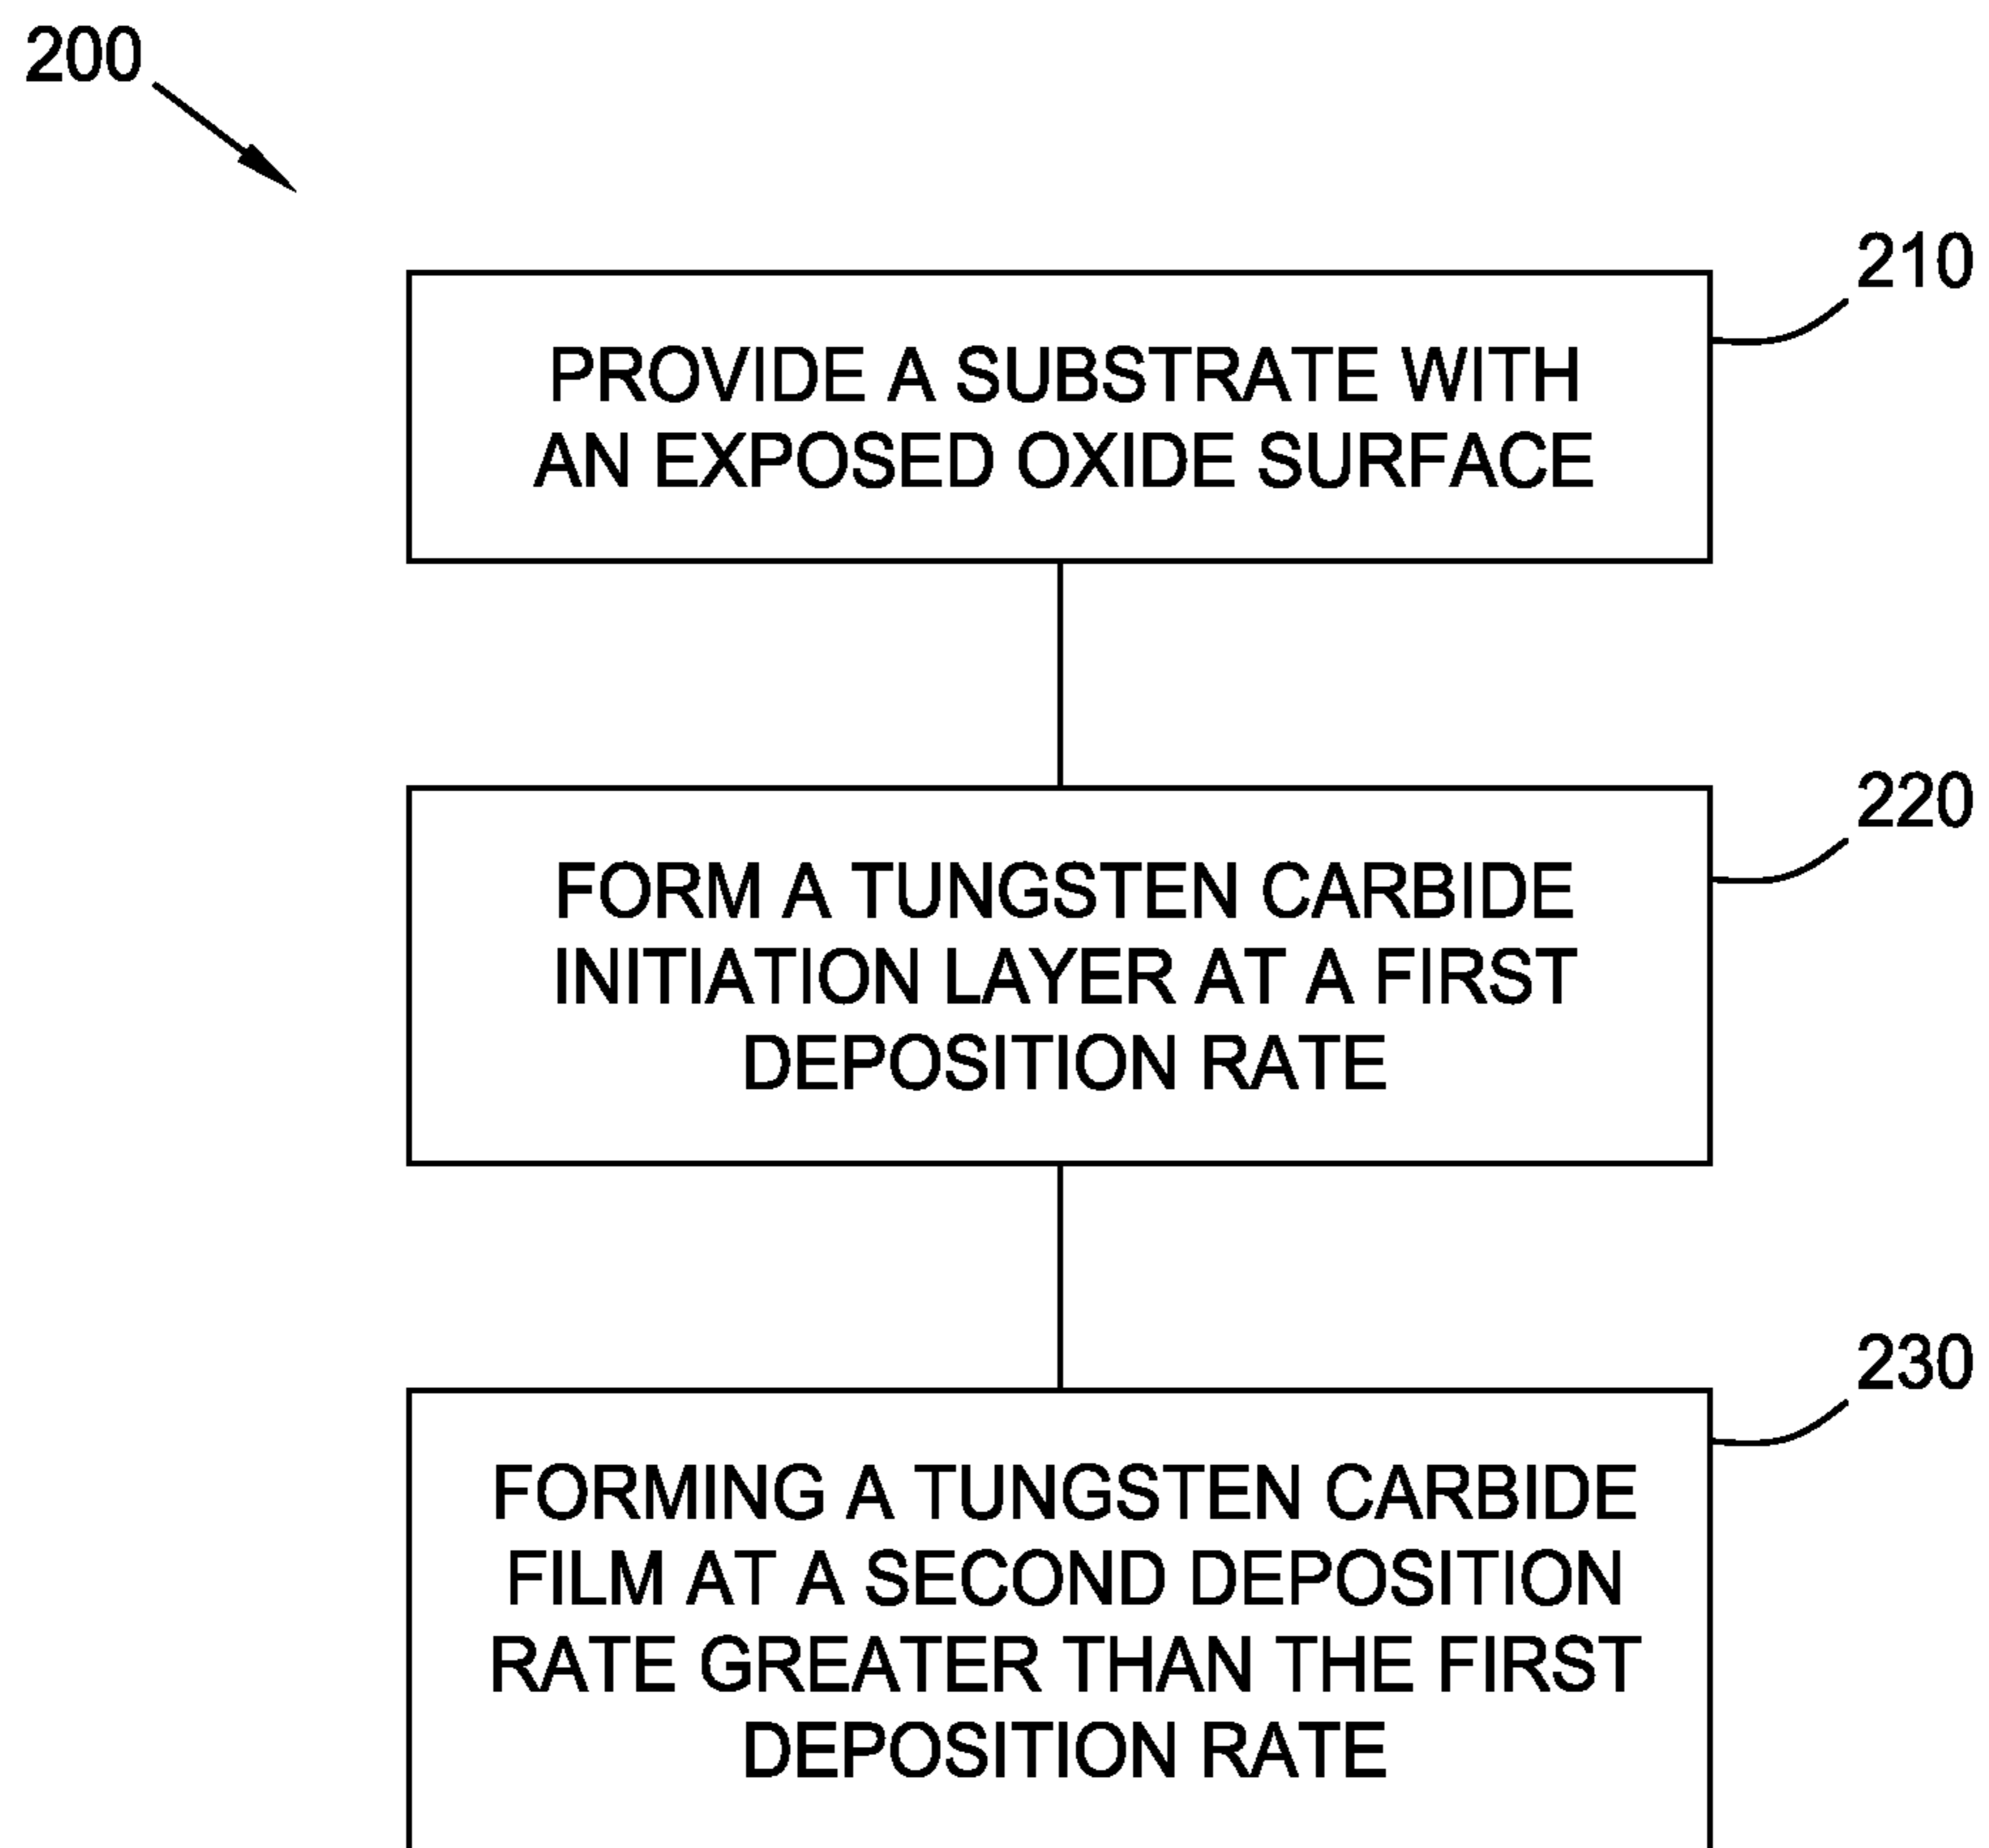 200
210
PROVIDE A SUBSTRATE WITH
AN EXPOSED OXIDE SURFACE
220
FORM A TUNGSTEN CARBIDE
INITIATION LAYER AT A FIRST
DEPOSITION RATE
230
FORMING A TUNGSTEN CARBIDE
FILM AT A SECOND DEPOSITION
RATE GREATER THAN THE FIRST
DEPOSITION RATE